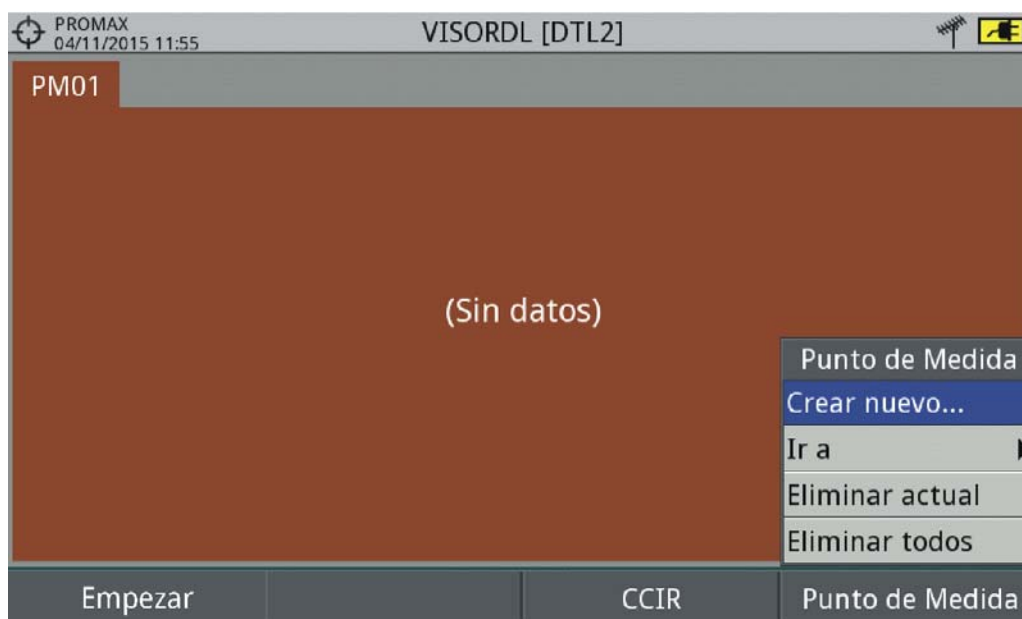 PROMAX
04/11/2015 11:55
VISORDL [DTL2]
PM01
(Sin datos)
Punto de Medida
Crear nuevo...
Ir a
Eliminar actual
Eliminar todos
Empezar
CCIR
Punto de Medida